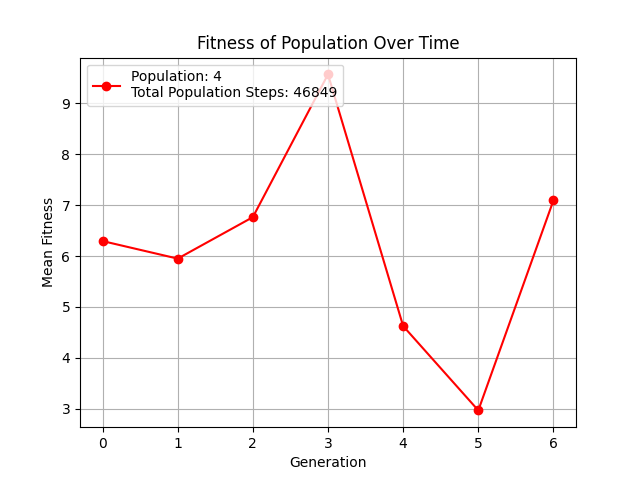 Fitness of Population Over Time
Population: 4
Total Population Steps: 46849
9
8
7
6
5
4
3
Mean Fitness
0 1 2 3 4 5 6
Generation